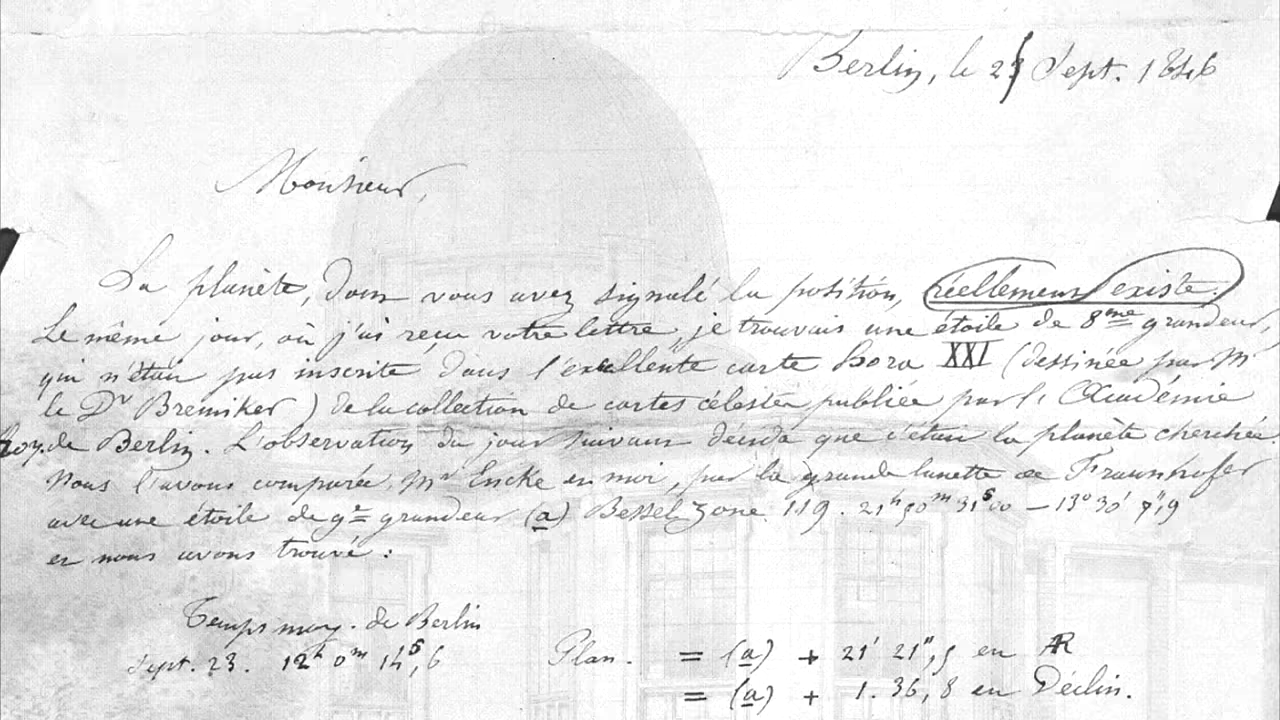 Berlin, le 25 Sept. 1846
Monsieur,
La planète, dont vous avez signalé la position, réellement existe.
Le même jour, où j'ai reçu votre lettre, je trouvais une étoile de 8me grandeur,
qui n'était pas inscrite dans l'excellente carte Hora XXI (dessinée par Mr
le Dr Bremiker) de la collection de cartes célestes publiée par l'Académie
Roy. de Berlin. L'observation du jour suivant décida que c'était la planète cherchée.
Nous l'avons comparée, Mr Encke et moi, par la grande lunette de Fraunhofer
avec une étoile de 9e grandeur (a) Bessel Zone 119. 21h 50m 31s00 – 13° 30' 7",9
et nous avons trouvé :
Temps moy. de Berlin
Sept. 23. 12h 0m 14s,6 Plan. = (a) + 21' 21", en AR
= (a) + 1. 36, 8 en Déclin.